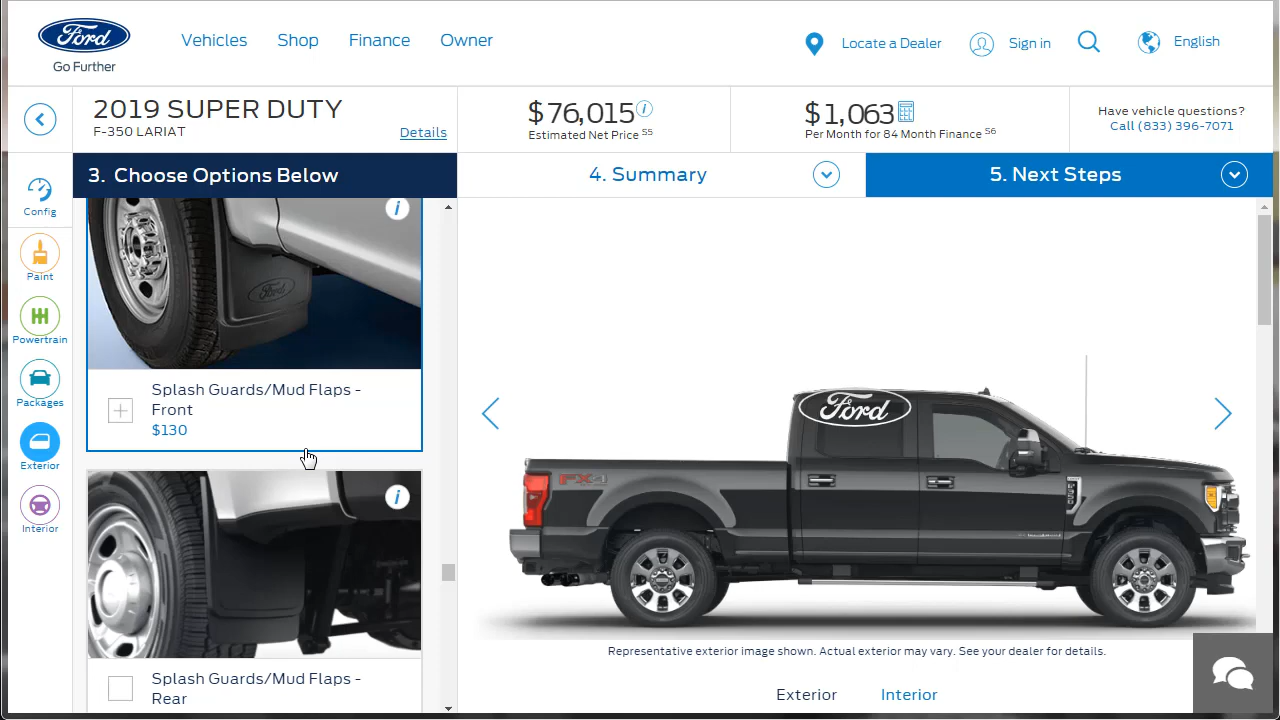 Ford
Go Further
Vehicles
Shop
Finance
Owner
Locate a Dealer
Sign in
English
2019 SUPER DUTY
F-350 LARIAT
Details
$76,015 i
Estimated Net Price 55
$1,063
Per Month for 84 Month Finance 56
Have vehicle questions?
Call (833) 396-7071
3. Choose Options Below
4. Summary
5. Next Steps
Config
Paint
Powertrain
Packages
Exterior
Interior
i
Ford
Splash Guards/Mud Flaps -
Front
$130
i
Splash Guards/Mud Flaps -
Rear
Ford
FX4
Representative exterior image shown. Actual exterior may vary. See your dealer for details.
Exterior
Interior